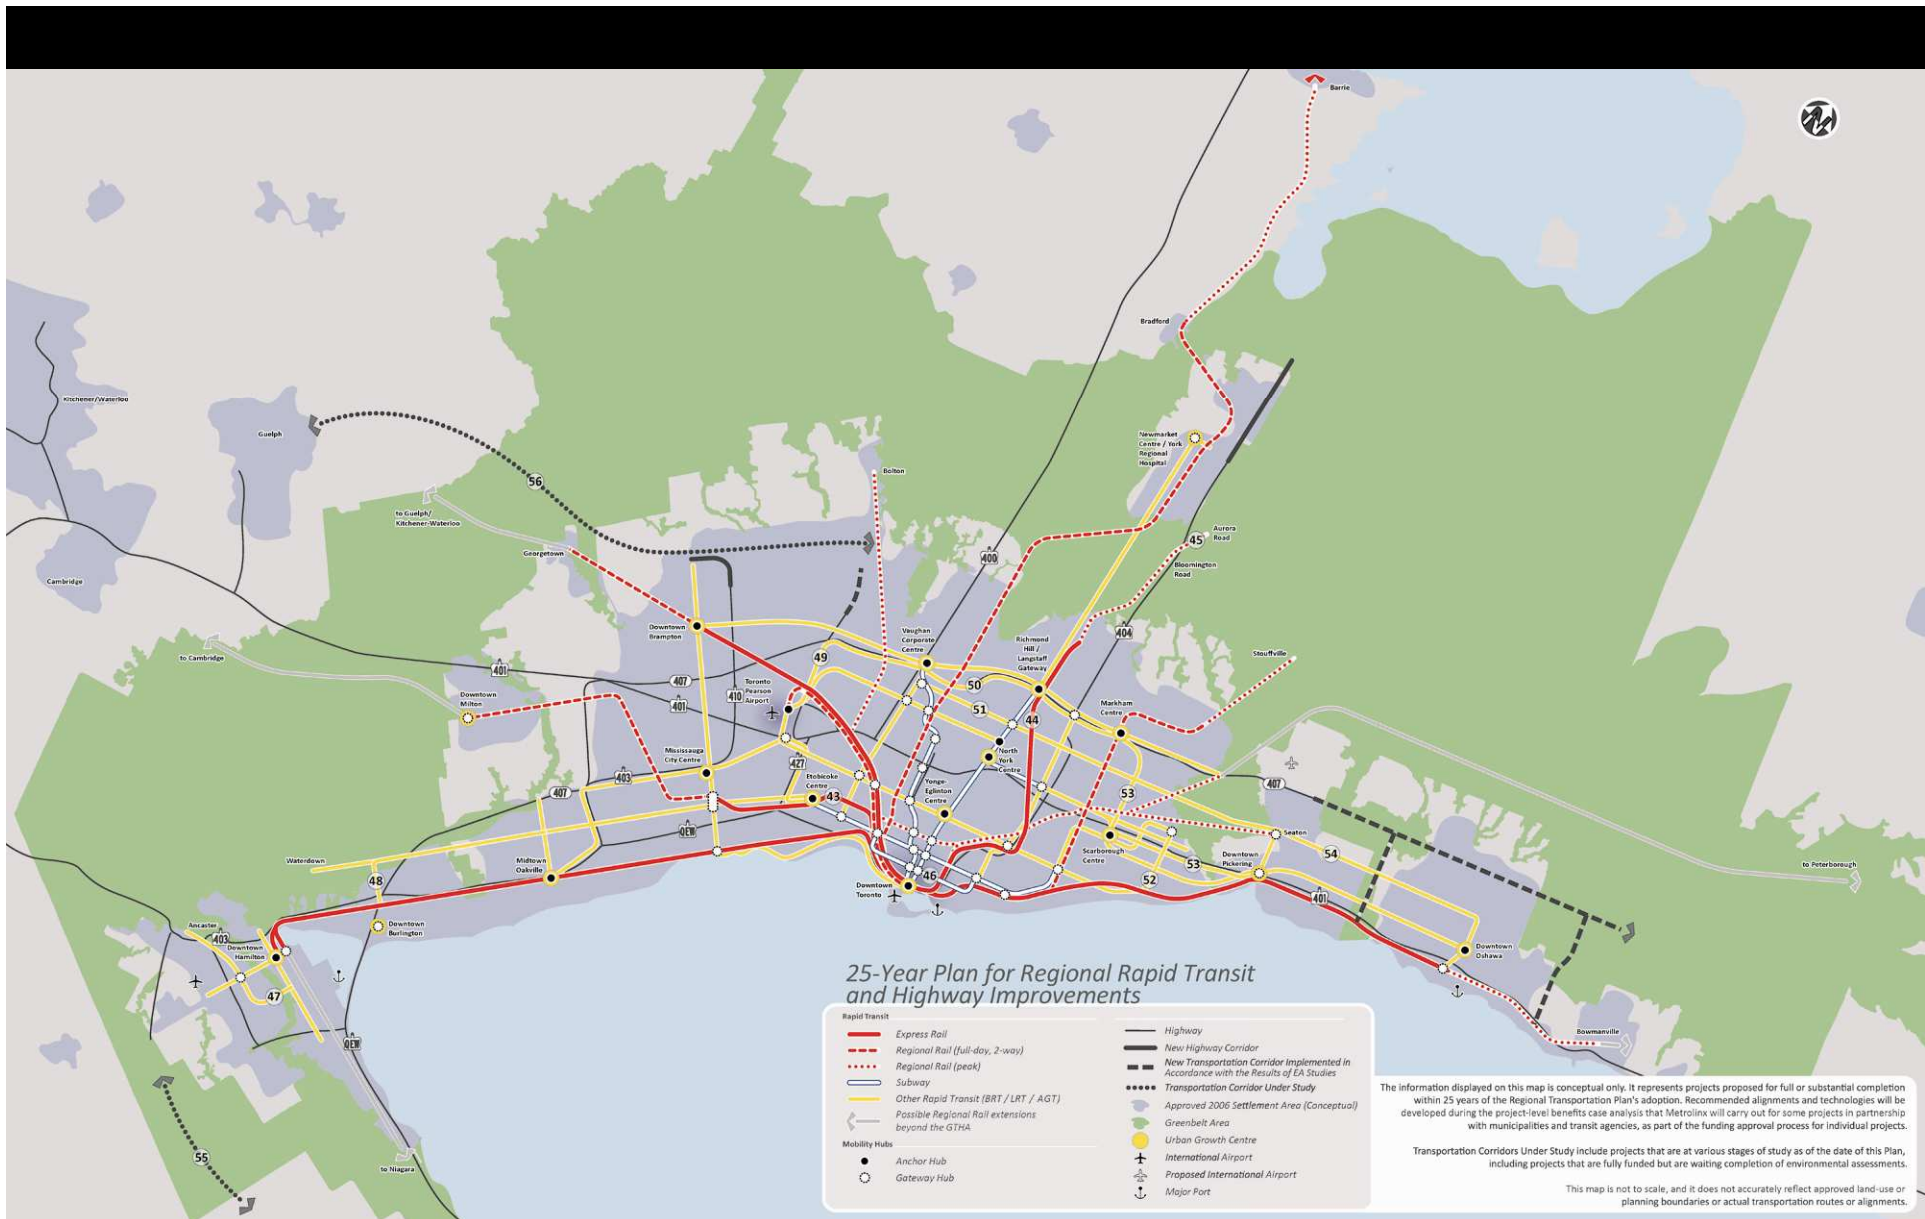 Barrie
Bradford
Kitchener/Waterloo
Guelph
Newmarket
Centre / York
Regional
Hospital
Bolton
56
to Guelph/
Kitchener-Waterloo
Aurora
Road
45
Georgetown
400
Bloomington
Road
Cambridge
Downtown
Brampton
Vaughan
Corporate
Centre
Richmond
Hill /
Langstaff
Gateway
404
to Cambridge
49
Stouffville
401
407
410
Toronto
Pearson
Airport
50
Downtown
Milton
401
51
44
Markham
Centre
Mississauga
City Centre
403
427
Etobicoke
Centre
North
York
Centre
Yonge-
Eglinton
Centre
407
43
53
407
QEW
Seaton
Waterdown
Midtown
Oakville
Scarborough
Centre
Downtown
Pickering
54
53
to Peterborough
48
46
52
Downtown
Toronto
401
Ancaster
403
Downtown
Burlington
Downtown
Hamilton
Downtown
Oshawa
47
QEW
Bowmanville
55
to Niagara
25-Year Plan for Regional Rapid Transit
and Highway Improvements
Rapid Transit
Express Rail
Regional Rail (full-day, 2-way)
Regional Rail (peak)
Subway
Other Rapid Transit (BRT / LRT / AGT)
Possible Regional Rail extensions
beyond the GTHA
Mobility Hubs
Anchor Hub
Gateway Hub
Highway
New Highway Corridor
New Transportation Corridor Implemented in
Accordance with the Results of EA Studies
Transportation Corridor Under Study
Approved 2006 Settlement Area (Conceptual)
Greenbelt Area
Urban Growth Centre
International Airport
Proposed International Airport
Major Port
The information displayed on this map is conceptual only. It represents projects proposed for full or substantial completion
within 25 years of the Regional Transportation Plan's adoption. Recommended alignments and technologies will be
developed during the project-level benefits case analysis that Metrolinx will carry out for some projects in partnership
with municipalities and transit agencies, as part of the funding approval process for individual projects.
Transportation Corridors Under Study include projects that are at various stages of study as of the date of this Plan,
including projects that are fully funded but are waiting completion of environmental assessments.
This map is not to scale, and it does not accurately reflect approved land-use or
planning boundaries or actual transportation routes or alignments.